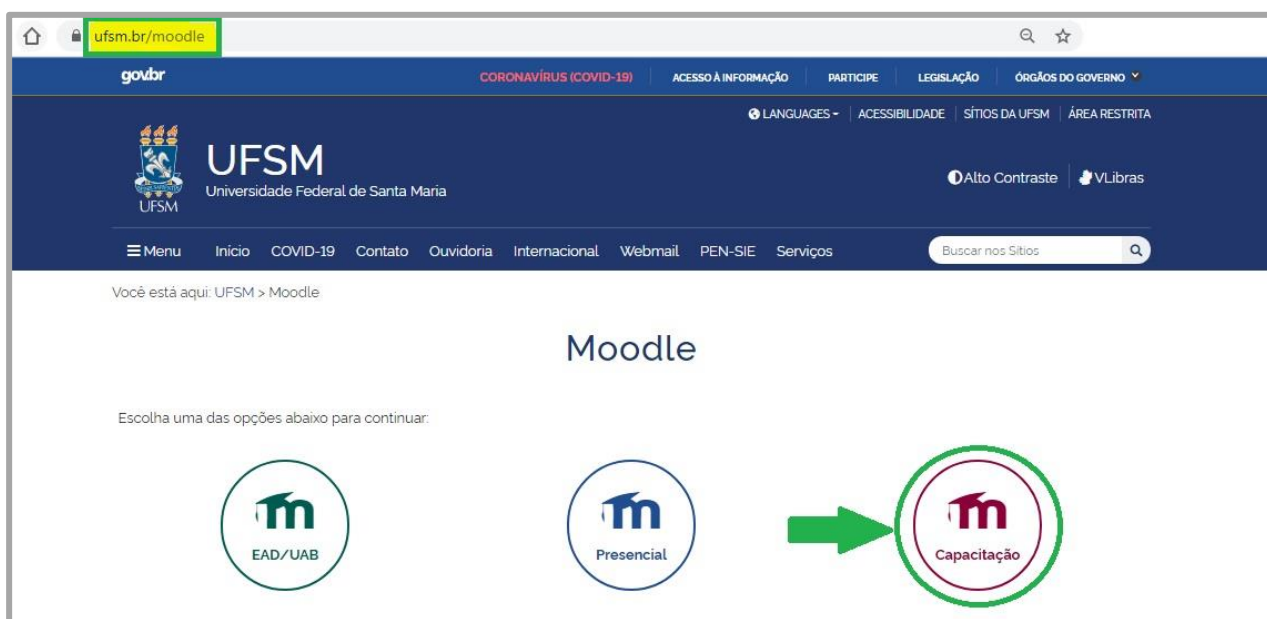 ufsm.br/moodle
gov.br CORONAVÍRUS (COVID-19) ACESSO À INFORMAÇÃO PARTICIPE LEGISLAÇÃO ÓRGÃOS DO GOVERNO
LANGUAGES ACESSIBILIDADE SÍTIOS DA UFSM ÁREA RESTRITA
UFSM
UFSM
Universidade Federal de Santa Maria
Alto Contraste VLibras
Menu Início COVID-19 Contato Ouvidoria Internacional Webmail PEN-SIE Serviços Buscar nos Sítios
Você está aqui: UFSM > Moodle
Moodle
Escolha uma das opções abaixo para continuar:
m m m
EAD/UAB Presencial Capacitação